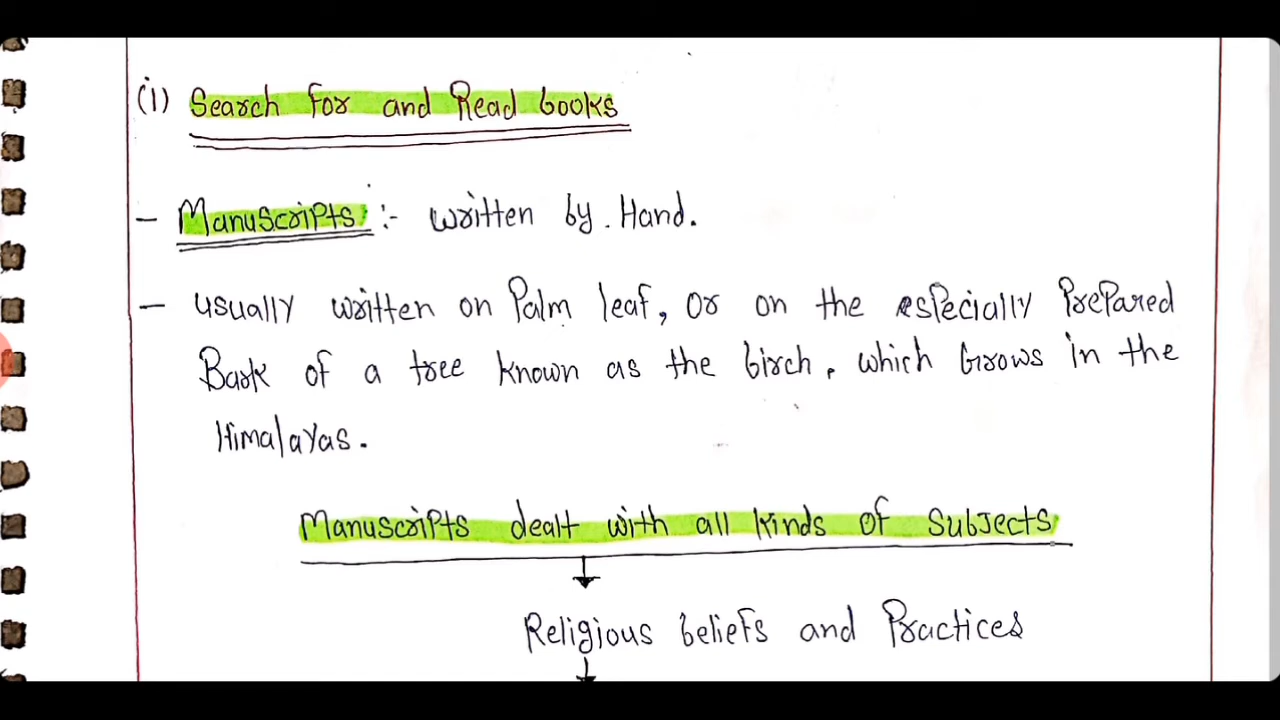 (i) Search for and Read books
- Manuscripts :- written by Hand.
- usually written on Palm leaf, or on the especially Prepared
Bark of a tree known as the birch, which Grows in the
Himalayas.
Manuscripts dealt with all kinds of Subjects
Religious beliefs and Practices